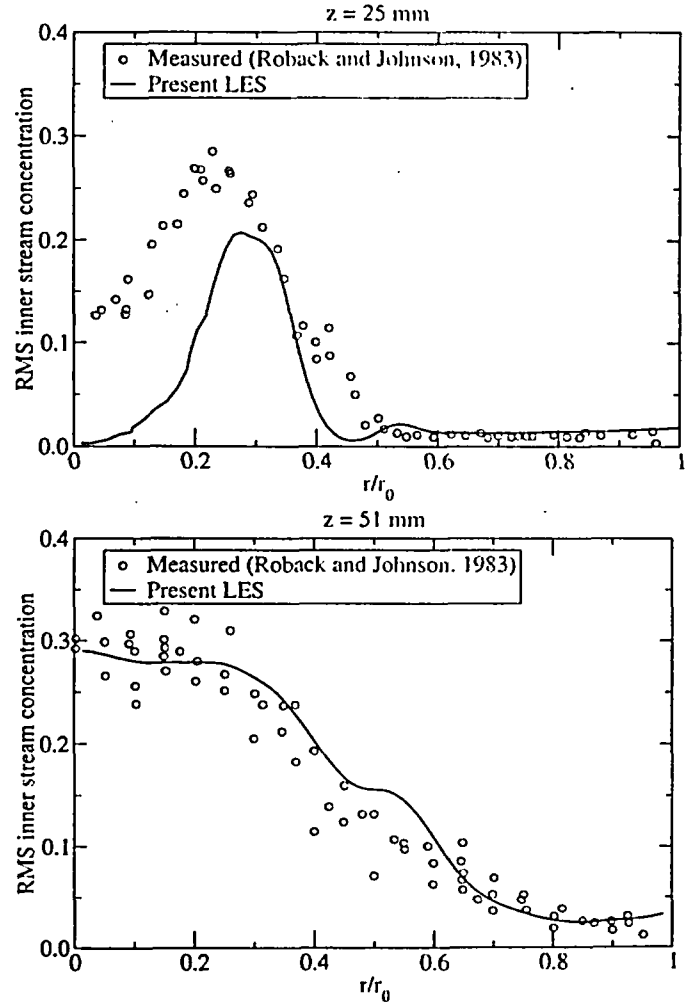 z = 25 mm
Measured (Roback and Johnson, 1983)
Present LES
RMS inner stream concentration
0.4
0.3
0.2
0.1
0.0
0
0.2
0.4
0.6
0.8
1
r/r0
z = 51 mm
Measured (Roback and Johnson. 1983)
Present LES
RMS inner stream concentration
0.4
0.3
0.2
0.1
0.0
0
0.2
0.4
0.6
0.8
1
r/r0